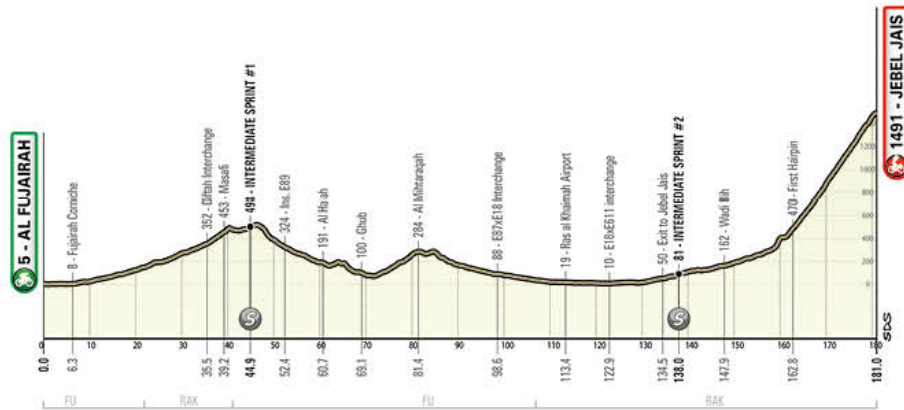 5 - AL FUJAIRAH
8 - Fujairah Corniche
352 - Diftah Interchange
453 - Masafi
494 - INTERMEDIATE SPRINT #1
324 - Ins. E89
191 - Al Ha ah
100 - Ghub
284 - Al Mihtaraqah
88 - E87xE18 Interchange
19 - Ras al Khaimah Airport
10 - E18xE611 interchange
50 - Exit to Jebel Jais
81 - INTERMEDIATE SPRINT #2
162 - Wadi Bih
470 - First Hairpin
1491 - JEBEL JAIS
1200
1000
800
600
400
200
0
S
S
SDS
0 10 20 30 40 50 60 70 80 90 100 110 120 130 140 150 160 170 180
0.0 6.3 35.5 39.2 44.9 52.4 60.7 69.1 81.4 98.6 113.4 122.9 134.5 138.0 147.9 162.8 181.0
FU RAK FU RAK